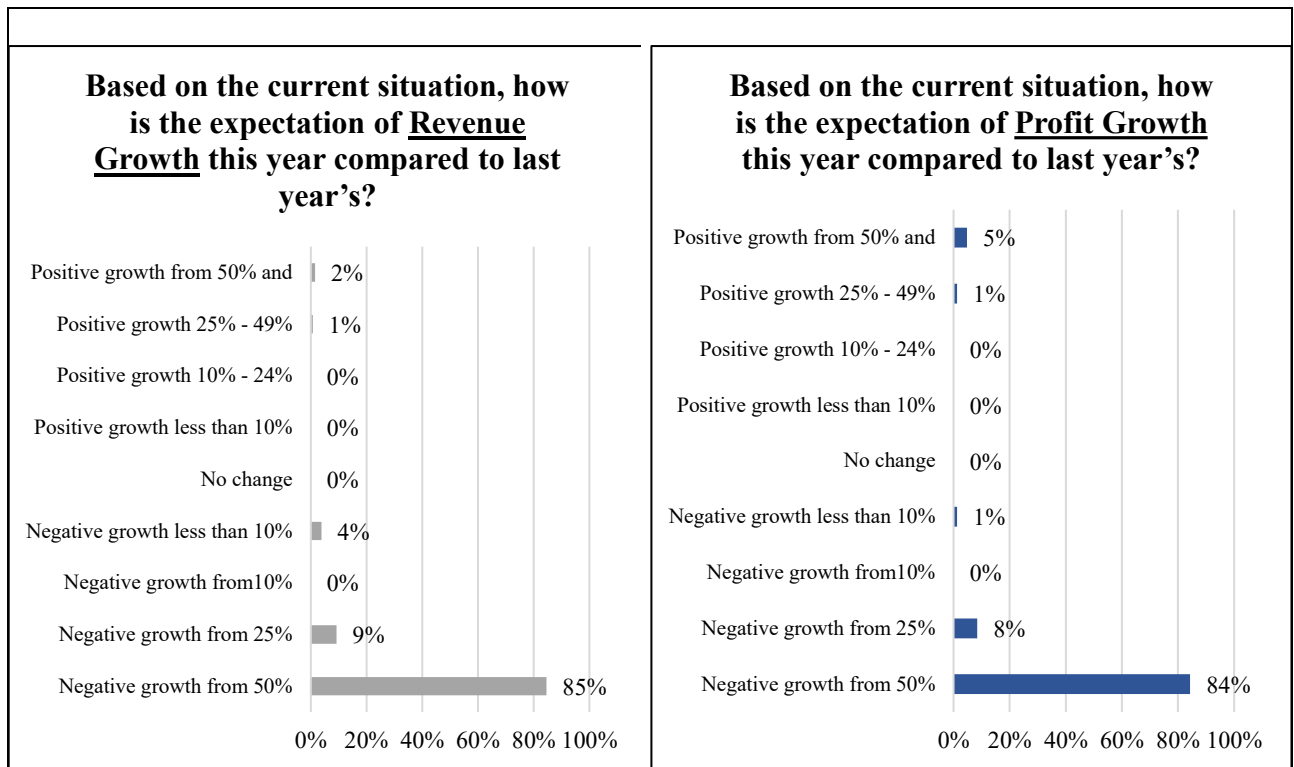 Based on the current situation, how
is the expectation of Revenue
Growth this year compared to last
year’s?
Positive growth from 50% and
2%
Positive growth 25% - 49%
1%
Positive growth 10% - 24%
0%
Positive growth less than 10%
0%
No change
0%
Negative growth less than 10%
4%
Negative growth from10%
0%
Negative growth from 25%
9%
Negative growth from 50%
85%
0% 20% 40% 60% 80% 100%
Based on the current situation, how
is the expectation of Profit Growth
this year compared to last year’s?
Positive growth from 50% and
5%
Positive growth 25% - 49%
1%
Positive growth 10% - 24%
0%
Positive growth less than 10%
0%
No change
0%
Negative growth less than 10%
1%
Negative growth from10%
0%
Negative growth from 25%
8%
Negative growth from 50%
84%
0% 20% 40% 60% 80% 100%